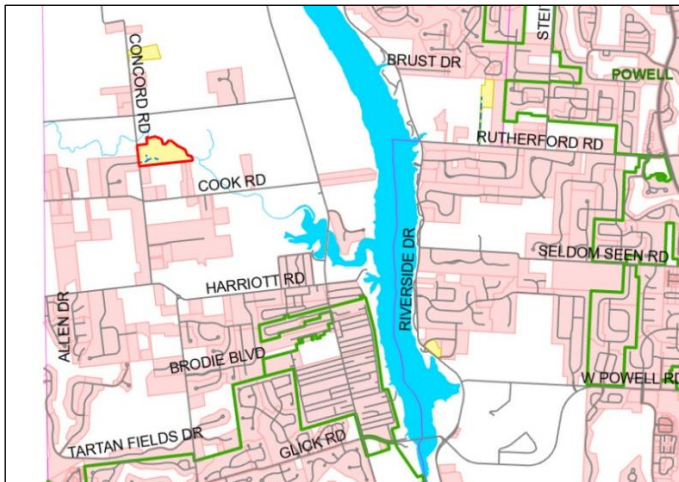 CONCORD RD
BRUST DR
POWELL
RUTHERFORD RD
COOK RD
SELDOM SEEN RD
HARRIOTT RD
RIVERSIDE DR
ALLEN DR
BRODIE BLVD
W POWELL RD
TARTAN FIELDS DR
GLICK RD